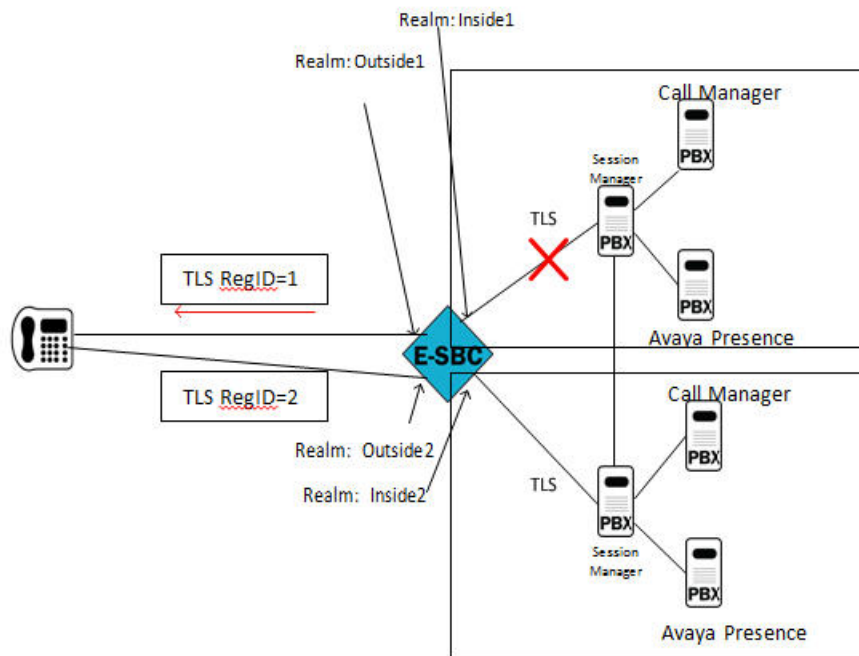 Realm: Inside1
Realm: Outside1
Call Manager
Session
Manager
PBX
PBX
TLS
TLS RegID=1
PBX
Avaya Presence
E-SBC
Call Manager
TLS RegID=2
PBX
Realm:  Outside2
Realm:  Inside2
TLS
PBX
Session
Manager
PBX
Avaya Presence